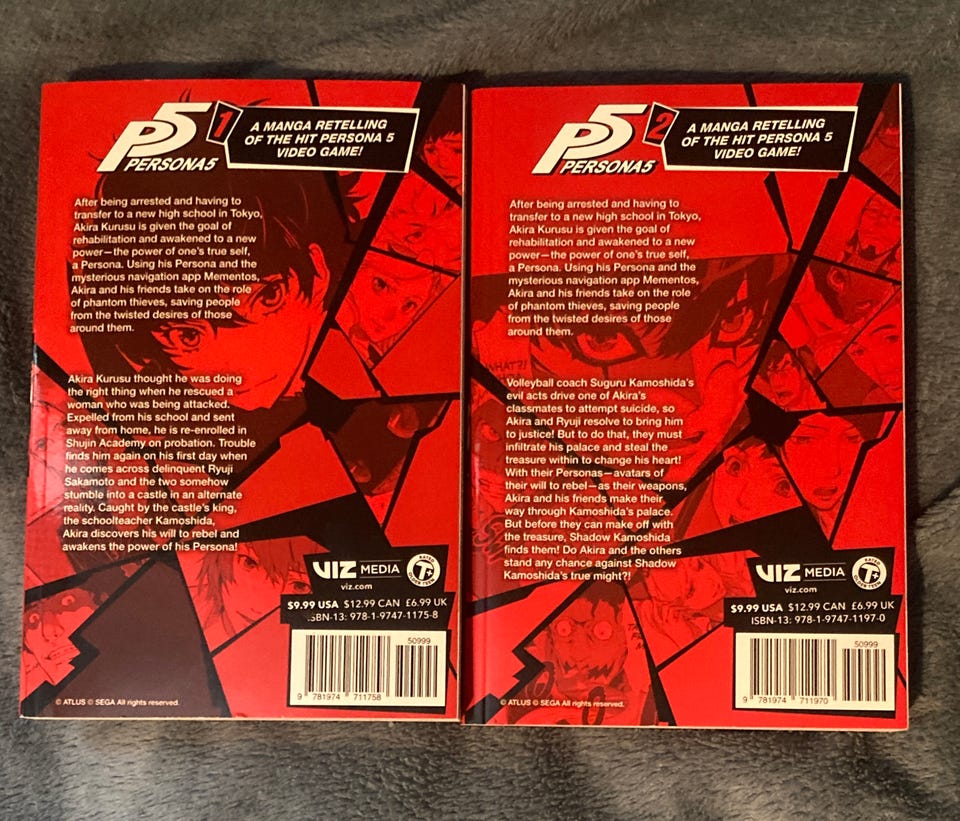 P5 1
PERSONA5
A MANGA RETELLING
OF THE HIT PERSONA 5
VIDEO GAME!
After being arrested and having to
transfer to a new high school in Tokyo,
Akira Kurusu is given the goal of
rehabilitation and awakened to a new
power—the power of one's true self,
a Persona. Using his Persona and the
mysterious navigation app Mementos,
Akira and his friends take on the role
of phantom thieves, saving people
from the twisted desires of those
around them.
Akira Kurusu thought he was doing
the right thing when he rescued a
woman who was being attacked.
Expelled from his school and sent
away from home, he is re-enrolled in
Shujin Academy on probation. Trouble
finds him again on his first day when
he comes across delinquent Ryuji
Sakamoto and the two somehow
stumble into a castle in an alternate
reality. Caught by the castle's king,
the schoolteacher Kamoshida,
Akira discovers his will to rebel and
awakens the power of his Persona!
VIZ MEDIA
viz.com
RATED
T+
OLDER TEEN
$9.99 USA $12.99 CAN £6.99 UK
ISBN-13: 978-1-9747-1175-8
50999
9 781974 711758
© ATLUS © SEGA All rights reserved.
P5 2
PERSONA5
A MANGA RETELLING
OF THE HIT PERSONA 5
VIDEO GAME!
After being arrested and having to
transfer to a new high school in Tokyo,
Akira Kurusu is given the goal of
rehabilitation and awakened to a new
power—the power of one's true self,
a Persona. Using his Persona and the
mysterious navigation app Mementos,
Akira and his friends take on the role
of phantom thieves, saving people
from the twisted desires of those
around them.
Volleyball coach Suguru Kamoshida's
evil acts drive one of Akira's
classmates to attempt suicide, so
Akira and Ryuji resolve to bring him
to justice! But to do that, they must
infiltrate his palace and steal the
treasure within to change his heart!
With their Personas—avatars of
their will to rebel—as their weapons,
Akira and his friends make their
way through Kamoshida's palace.
But before they can make off with
the treasure, Shadow Kamoshida
finds them! Do Akira and the others
stand any chance against Shadow
Kamoshida's true might?!
VIZ MEDIA
viz.com
RATED
T+
OLDER TEEN
$9.99 USA $12.99 CAN £6.99 UK
ISBN-13: 978-1-9747-1197-0
50999
9 781974 711970
© ATLUS © SEGA All rights reserved.